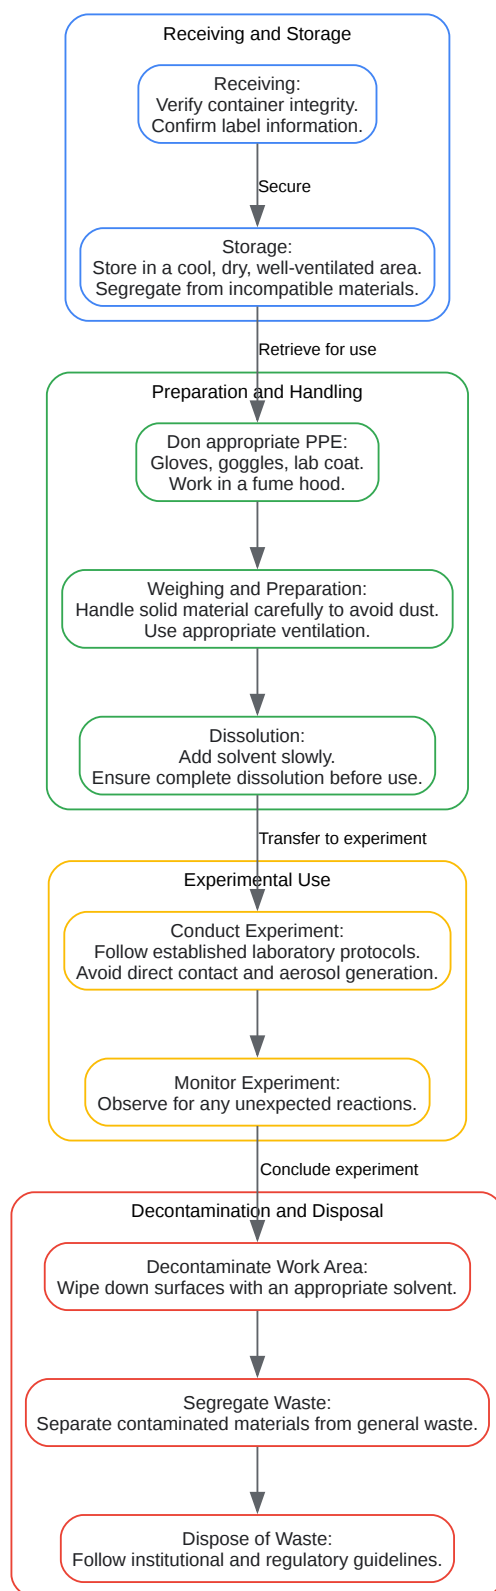 Receiving and Storage
Receiving:
Verify container integrity.
Confirm label information.
Secure
Storage:
Store in a cool, dry, well-ventilated area.
Segregate from incompatible materials.
Retrieve for use
Preparation and Handling
Don appropriate PPE:
Gloves, goggles, lab coat.
Work in a fume hood.
Weighing and Preparation:
Handle solid material carefully to avoid dust.
Use appropriate ventilation.
Dissolution:
Add solvent slowly.
Ensure complete dissolution before use.
Transfer to experiment
Experimental Use
Conduct Experiment:
Follow established laboratory protocols.
Avoid direct contact and aerosol generation.
Monitor Experiment:
Observe for any unexpected reactions.
Conclude experiment
Decontamination and Disposal
Decontaminate Work Area:
Wipe down surfaces with an appropriate solvent.
Segregate Waste:
Separate contaminated materials from general waste.
Dispose of Waste:
Follow institutional and regulatory guidelines.